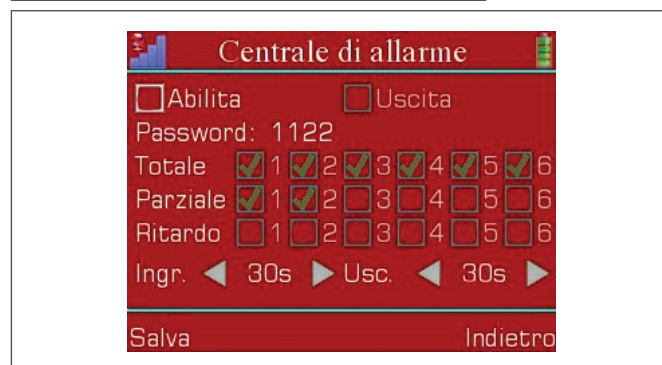 Centrale di allarme
Abilita Uscita
Password: 1122
Totale 1 2 3 4 5 6
Parziale 1 2 3 4 5 6
Ritardo 1 2 3 4 5 6
Ingr. 30s Usc. 30s
Salva Indietro